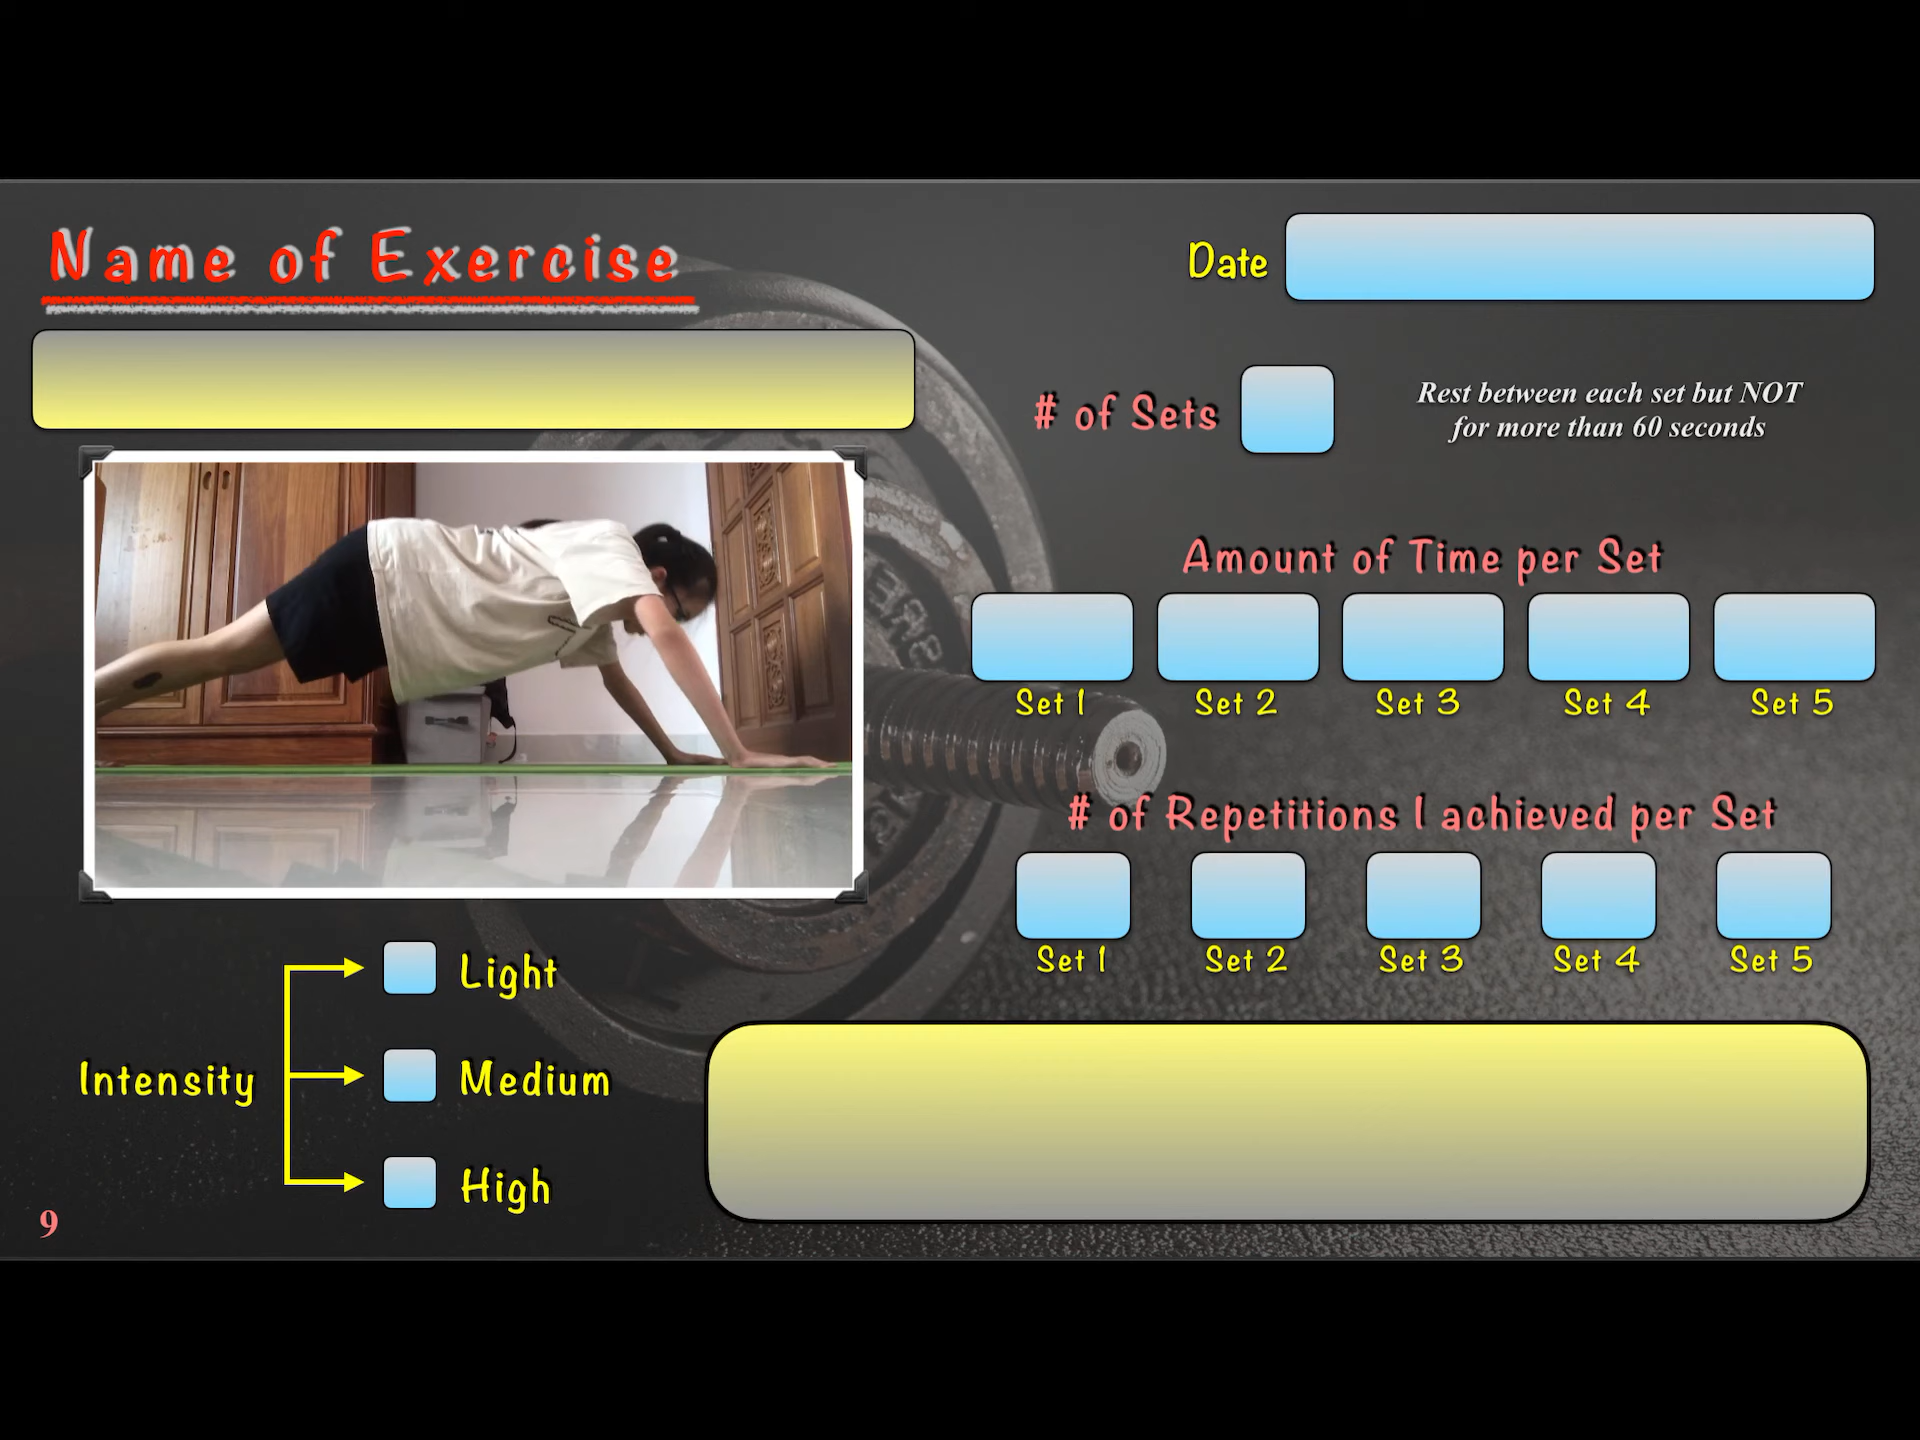 Name of Exercise
Date
# of Sets
Rest between each set but NOT
for more than 60 seconds
Amount of Time per Set
Set 1 Set 2 Set 3 Set 4 Set 5
# of Repetitions I achieved per Set
Set 1 Set 2 Set 3 Set 4 Set 5
Light
Intensity Medium
High
9